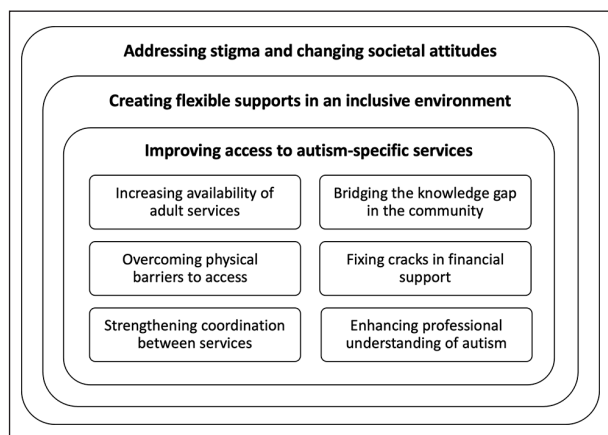 Addressing stigma and changing societal attitudes
Creating flexible supports in an inclusive environment
Improving access to autism-specific services
Increasing availability of
adult services
Bridging the knowledge gap
in the community
Overcoming physical
barriers to access
Fixing cracks in financial
support
Strengthening coordination
between services
Enhancing professional
understanding of autism